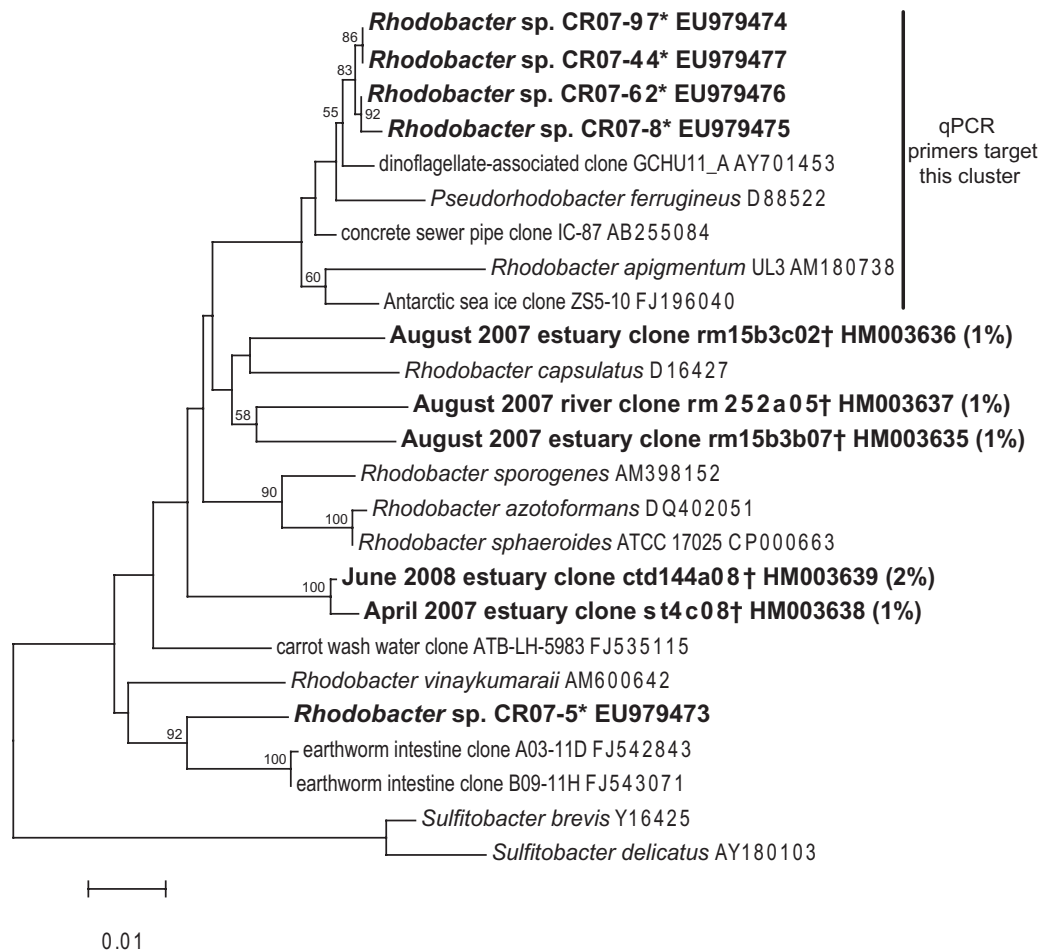 Rhodobacter sp. CR07-97* EU979474
86
Rhodobacter sp. CR07-44* EU979477
83
Rhodobacter sp. CR07-62* EU979476
92
55
Rhodobacter sp. CR07-8* EU979475
qPCR
primers target
this cluster
dinoflagellate-associated clone GCHU11_A AY701453
Pseudorhodobacter ferrugineus D88522
concrete sewer pipe clone IC-87 AB255084
Rhodobacter apigmentum UL3 AM180738
60
Antarctic sea ice clone ZS5-10 FJ196040
August 2007 estuary clone rm15b3c02† HM003636 (1%)
Rhodobacter capsulatus D16427
August 2007 river clone rm252a05† HM003637 (1%)
58
August 2007 estuary clone rm15b3b07† HM003635 (1%)
Rhodobacter sporogenes AM398152
90
Rhodobacter azotoformans DQ402051
100
Rhodobacter sphaeroides ATCC 17025 CP000663
June 2008 estuary clone ctd144a08† HM003639 (2%)
100
April 2007 estuary clone st4c08† HM003638 (1%)
carrot wash water clone ATB-LH-5983 FJ535115
Rhodobacter vinaykumaraii AM600642
Rhodobacter sp. CR07-5* EU979473
92
earthworm intestine clone A03-11D FJ542843
100
earthworm intestine clone B09-11H FJ543071
Sulfitobacter brevis Y16425
Sulfitobacter delicatus AY180103
0.01